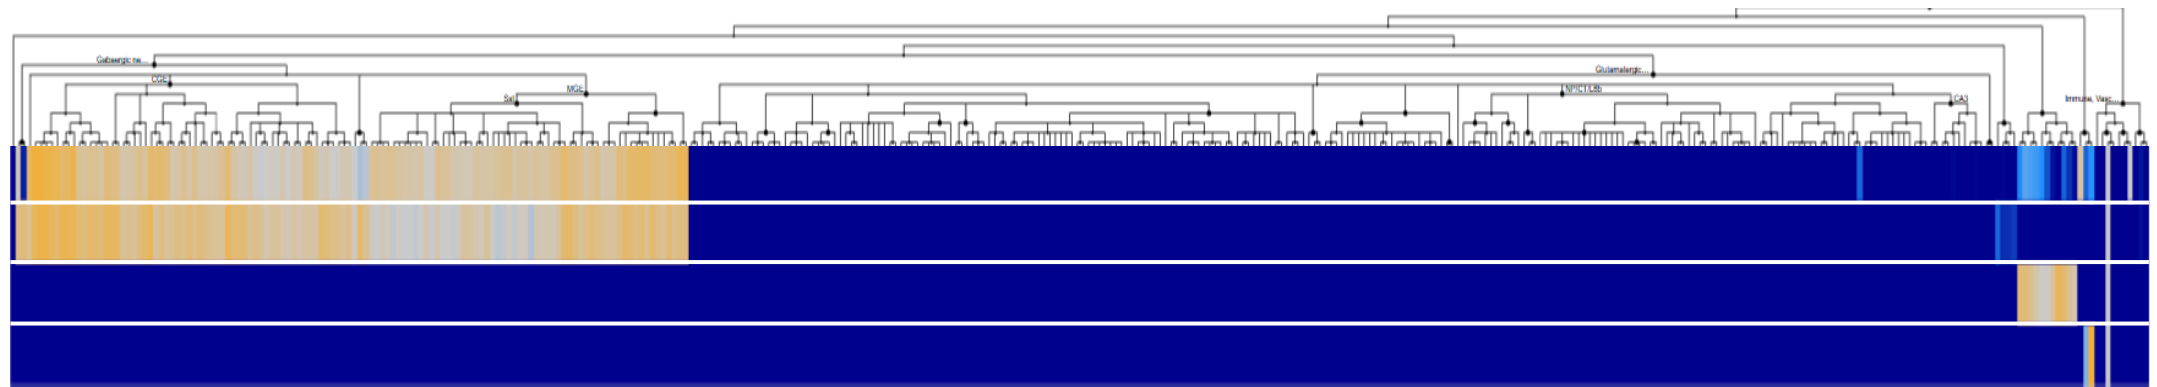 Gabaergic ne...
CGE
MGE
Sst
Glutamatergic...
NP/CT/L6b
CA3
Immune, Vasc...